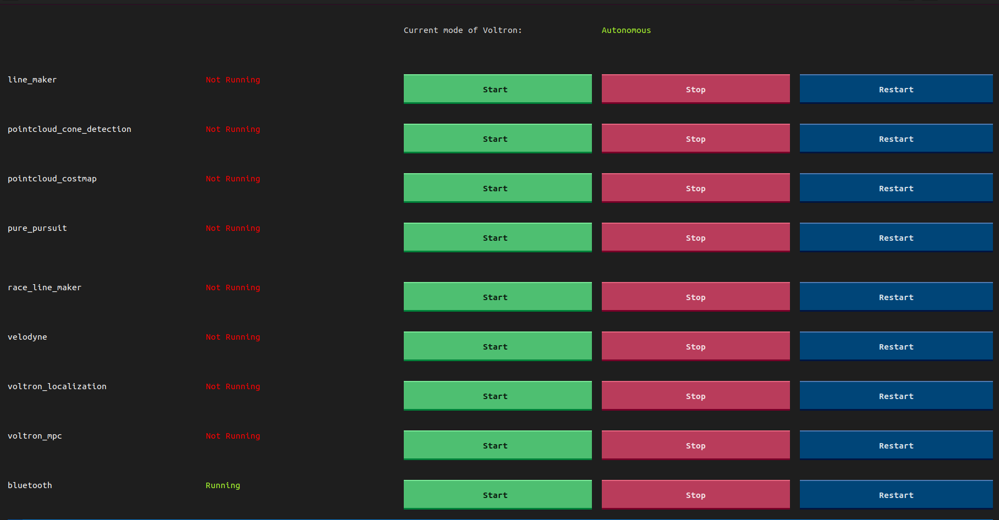 Current mode of Voltron: Autonomous
line_maker Not Running Start Stop Restart
pointcloud_cone_detection Not Running Start Stop Restart
pointcloud_costmap Not Running Start Stop Restart
pure_pursuit Not Running Start Stop Restart
race_line_maker Not Running Start Stop Restart
velodyne Not Running Start Stop Restart
voltron_localization Not Running Start Stop Restart
voltron_mpc Not Running Start Stop Restart
bluetooth Running Start Stop Restart